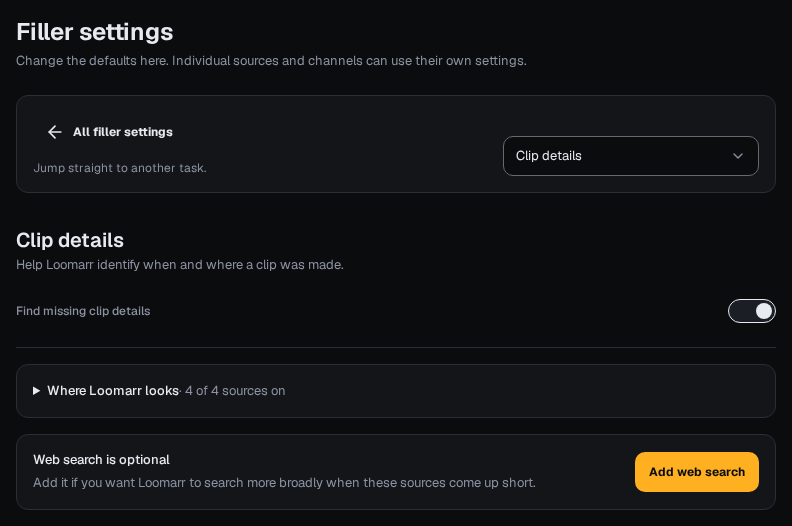 Filler settings
Change the defaults here. Individual sources and channels can use their own settings.
All filler settings
Jump straight to another task.
Clip details
Clip details
Help Loomarr identify when and where a clip was made.
Find missing clip details
Where Loomarr looks· 4 of 4 sources on
Web search is optional
Add it if you want Loomarr to search more broadly when these sources come up short.
Add web search